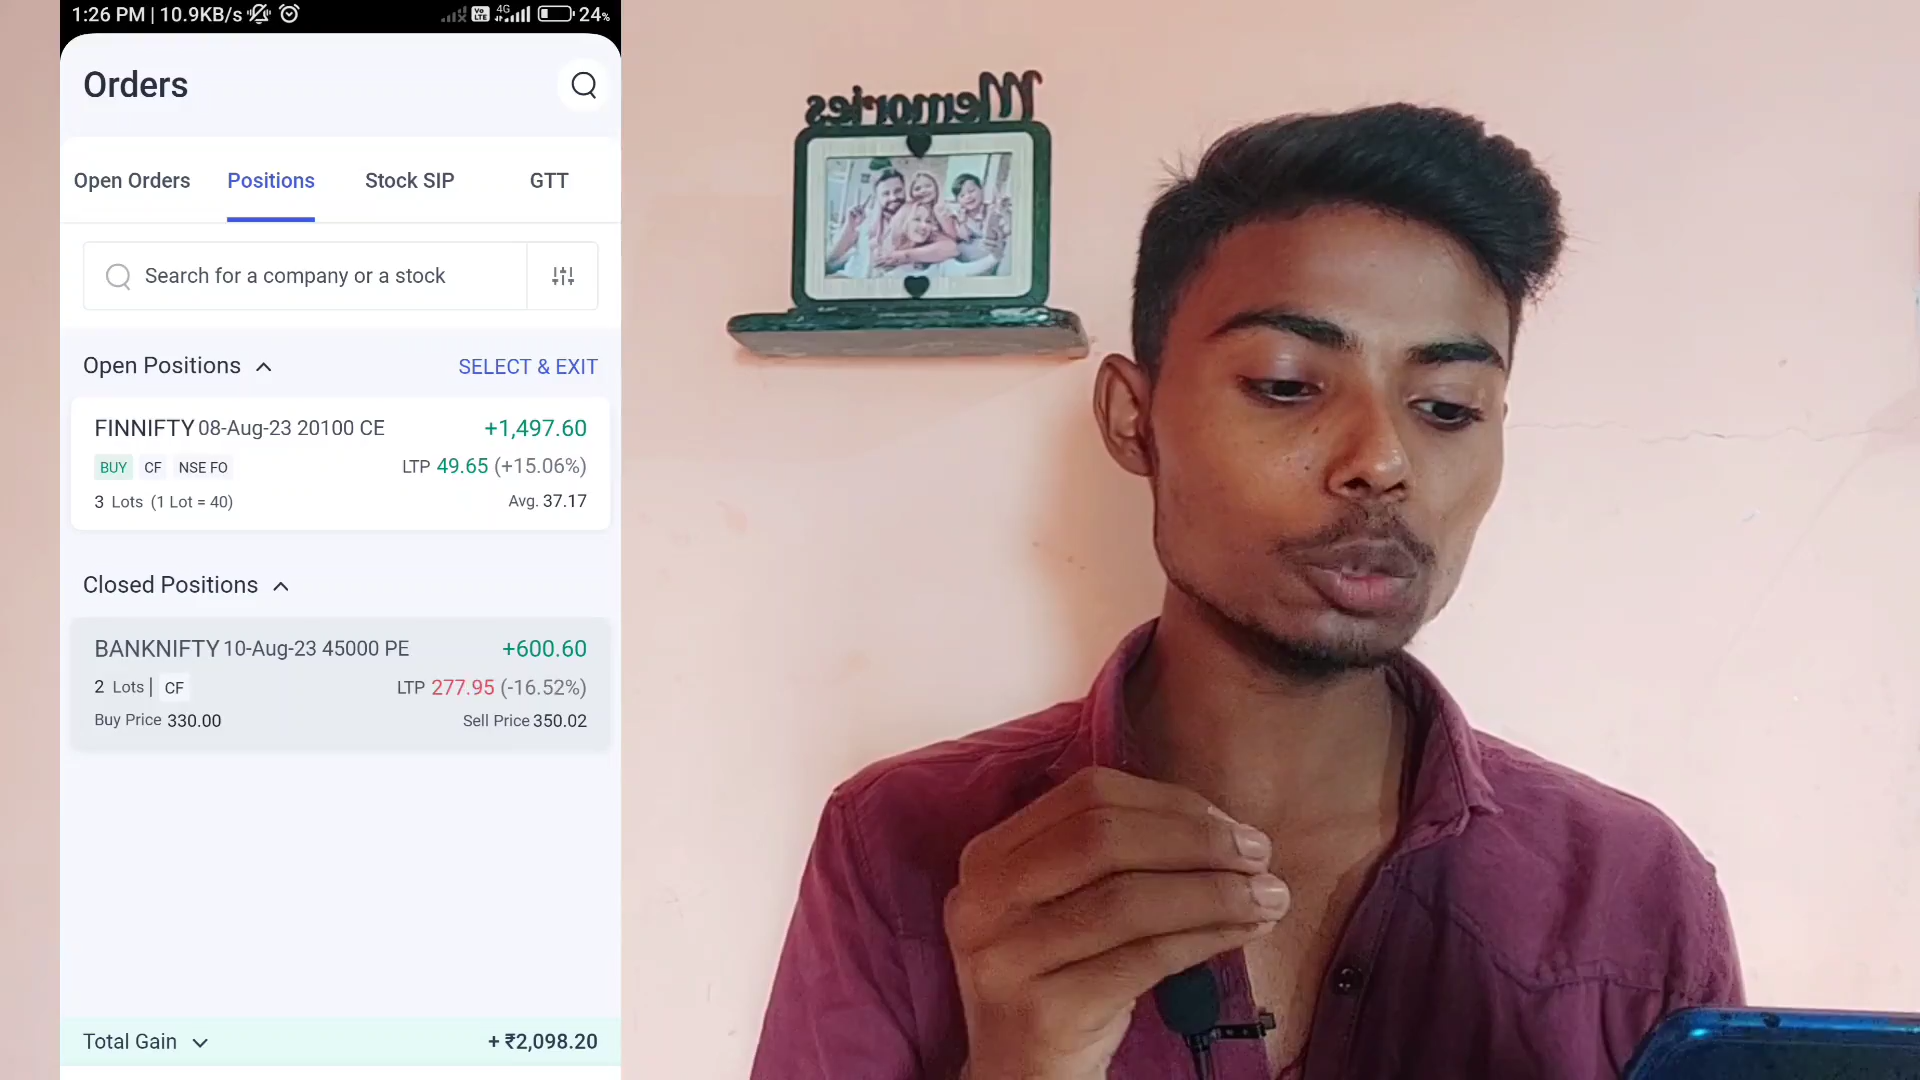 1:26 PM | 10.9KB/s 4G 24%
Vo LTE
Orders
Open Orders Positions Stock SIP GTT
Search for a company or a stock
Open Positions SELECT & EXIT
FINNIFTY 08-Aug-23 20100 CE +1,497.60
BUY CF NSE FO LTP 49.65 (+15.06%)
3 Lots (1 Lot = 40) Avg. 37.17
Closed Positions
BANKNIFTY 10-Aug-23 45000 PE +600.60
2 Lots | CF LTP 277.95 (-16.52%)
Buy Price 330.00 Sell Price 350.02
Total Gain + ₹2,098.20
Memories